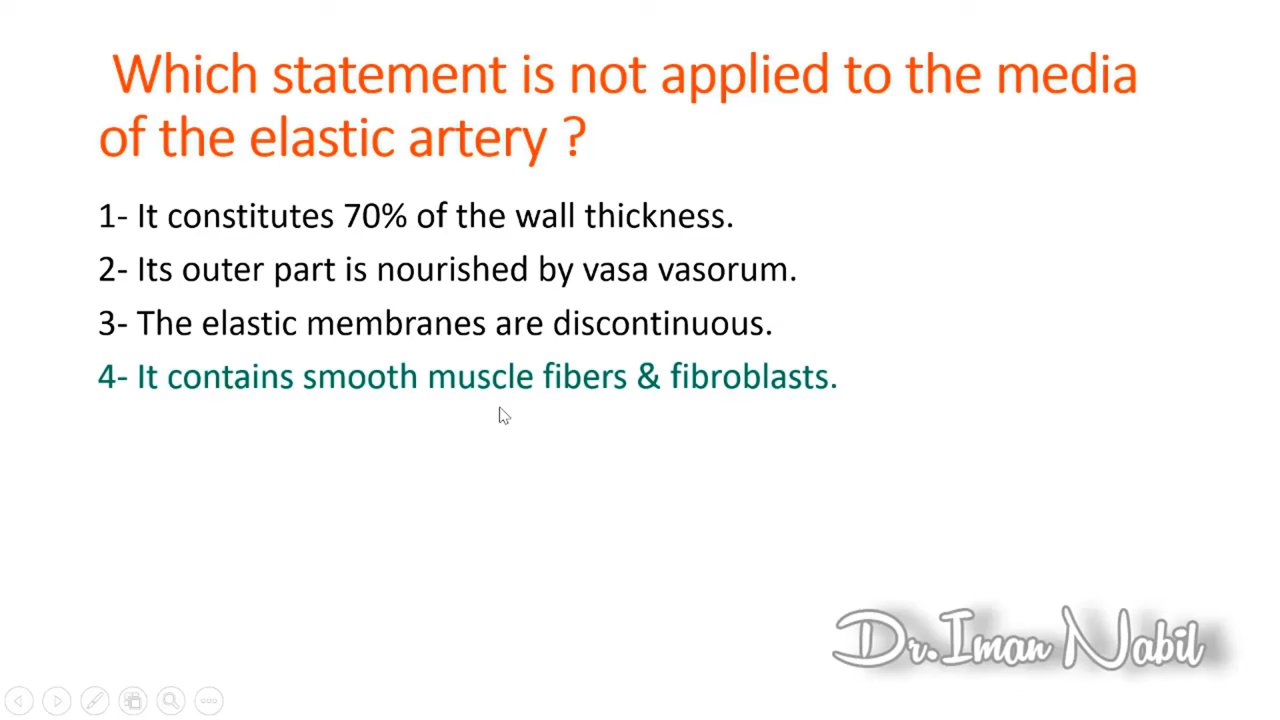 Which statement is not applied to the media
of the elastic artery ?
1- It constitutes 70% of the wall thickness.
2- Its outer part is nourished by vasa vasorum.
3- The elastic membranes are discontinuous.
4- It contains smooth muscle fibers & fibroblasts.
Dr.Iman Nabil